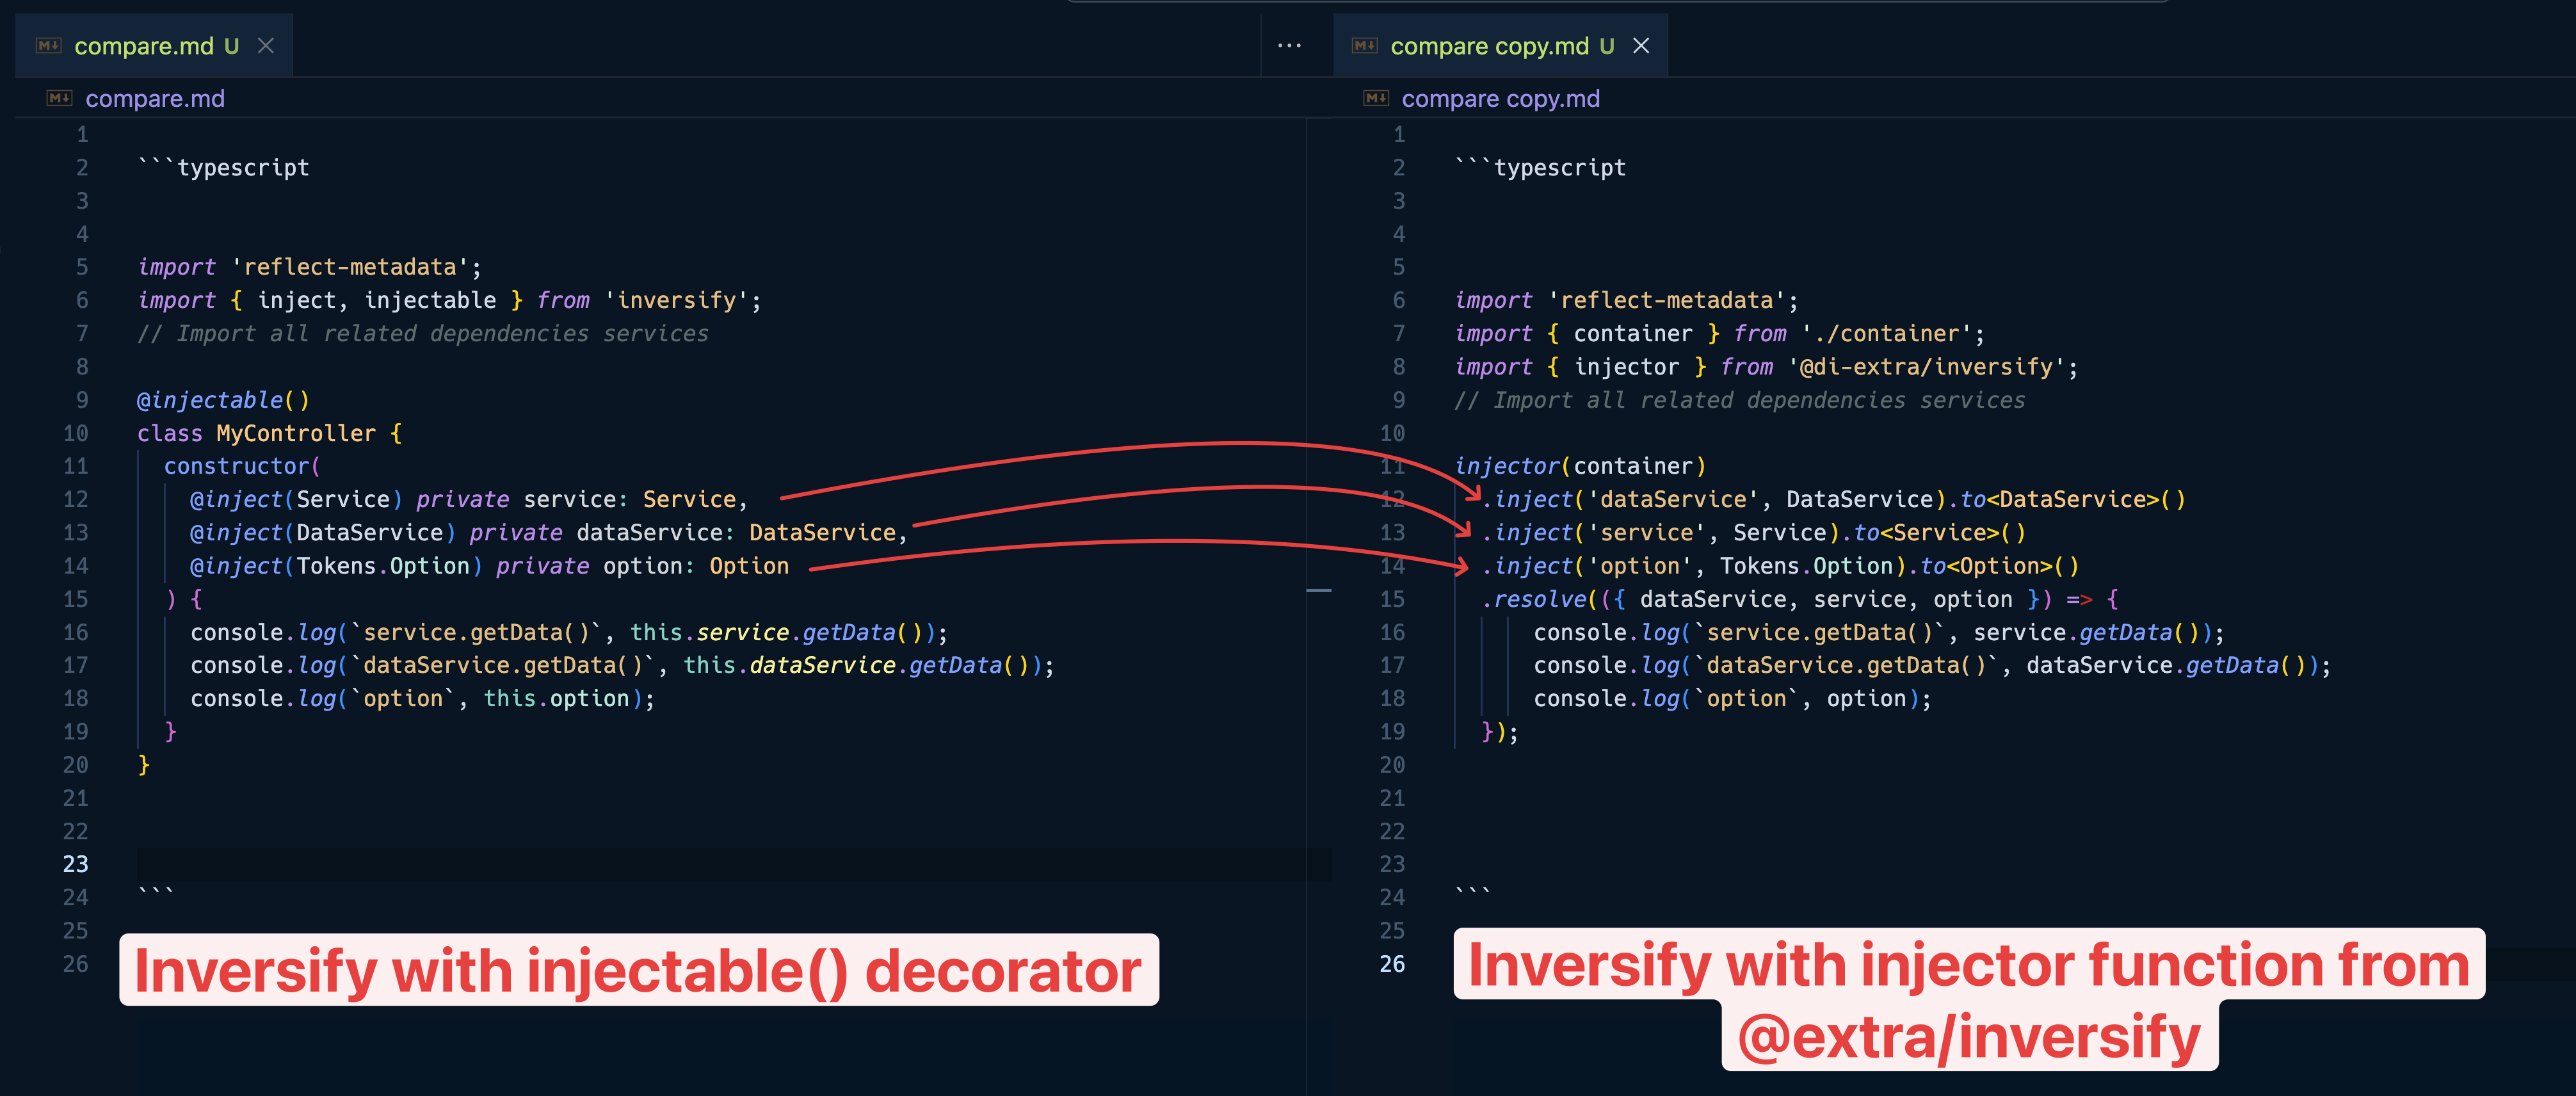 compare.md U
compare.md
1
2 ```typescript
3
4
5 import 'reflect-metadata';
6 import { inject, injectable } from 'inversify';
7 // Import all related dependencies services
8
9 @injectable()
10 class MyController {
11 constructor(
12 @inject(Service) private service: Service,
13 @inject(DataService) private dataService: DataService,
14 @inject(Tokens.Option) private option: Option
15 ) {
16 console.log(`service.getData()`, this.service.getData());
17 console.log(`dataService.getData()`, this.dataService.getData());
18 console.log(`option`, this.option);
19 }
20 }
21
22
23
24 ```
25
26
Inversify with injectable() decorator
compare copy.md U
compare copy.md
1
2 ```typescript
3
4
5
6 import 'reflect-metadata';
7 import { container } from './container';
8 import { injector } from '@di-extra/inversify';
9 // Import all related dependencies services
10
11 injector(container)
12 .inject('dataService', DataService).to<DataService>()
13 .inject('service', Service).to<Service>()
14 .inject('option', Tokens.Option).to<Option>()
15 .resolve(({ dataService, service, option }) => {
16 console.log(`service.getData()`, service.getData());
17 console.log(`dataService.getData()`, dataService.getData());
18 console.log(`option`, option);
19 });
20
21
22
23
24 ```
25
26
Inversify with injector function from
@extra/inversify